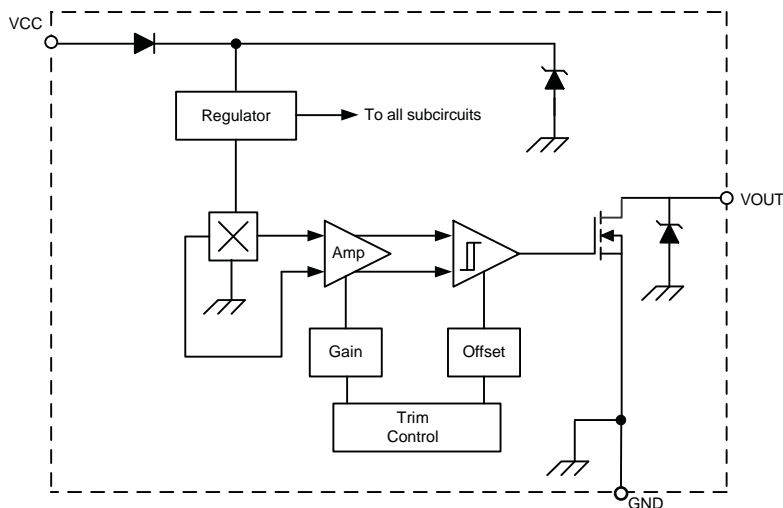 VCC
Regulator
To all subcircuits
VOUT
Amp
Gain
Offset
Trim
Control
GND